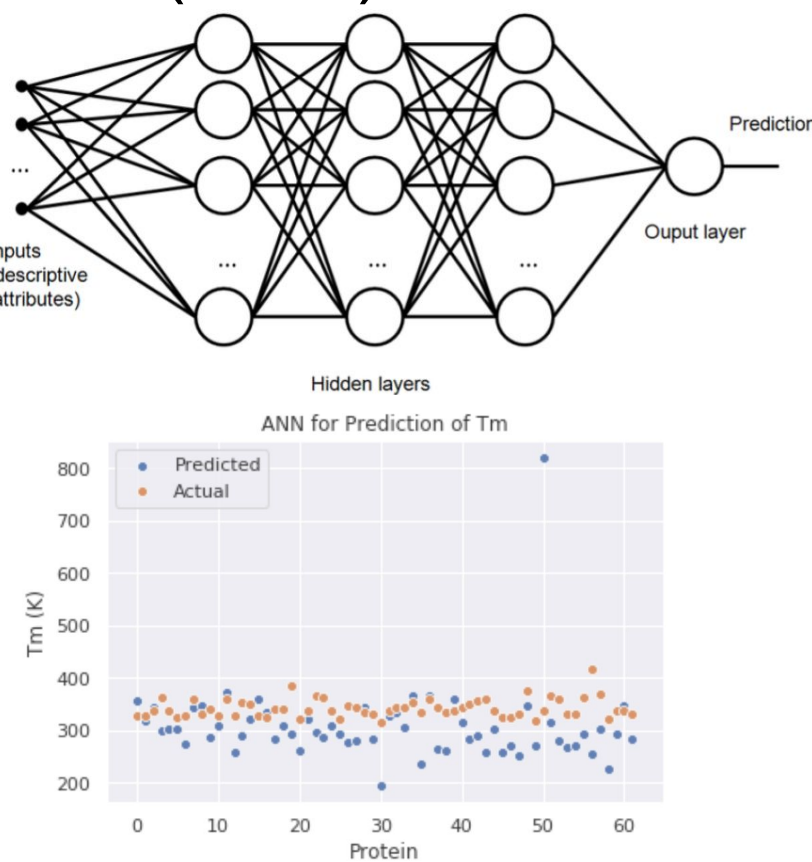 ...
Prediction
Ouput layer
nputs
descriptive
attributes)
... ... ...
Hidden layers
ANN for Prediction of Tm
Predicted
Actual
800
700
600
500
400
300
200
Tm (K)
0 10 20 30 40 50 60
Protein